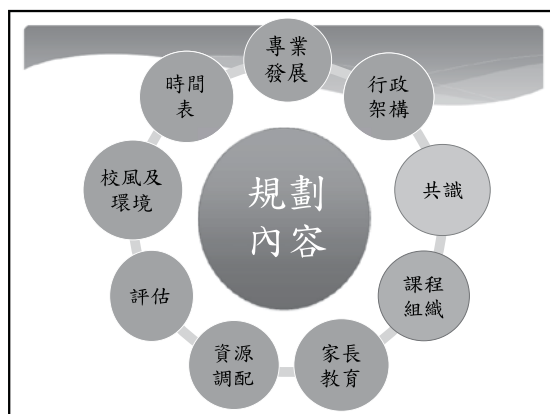 規劃
內容
專業
發展
行政
架構
共識
課程
組織
家長
教育
資源
調配
評估
校風及
環境
時間
表